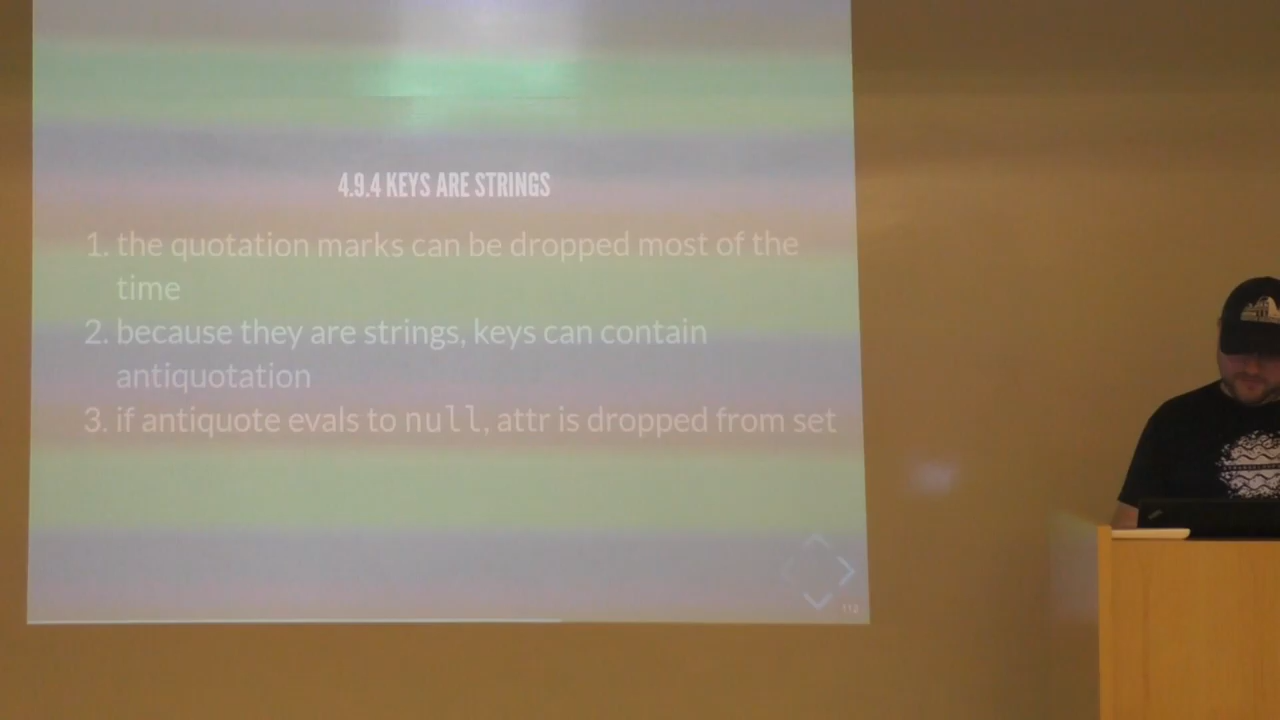 4.9.4 KEYS ARE STRINGS
1. the quotation marks can be dropped most of the
time
2. because they are strings, keys can contain
antiquotation
3. if antiquote evals to null, attr is dropped from set
112